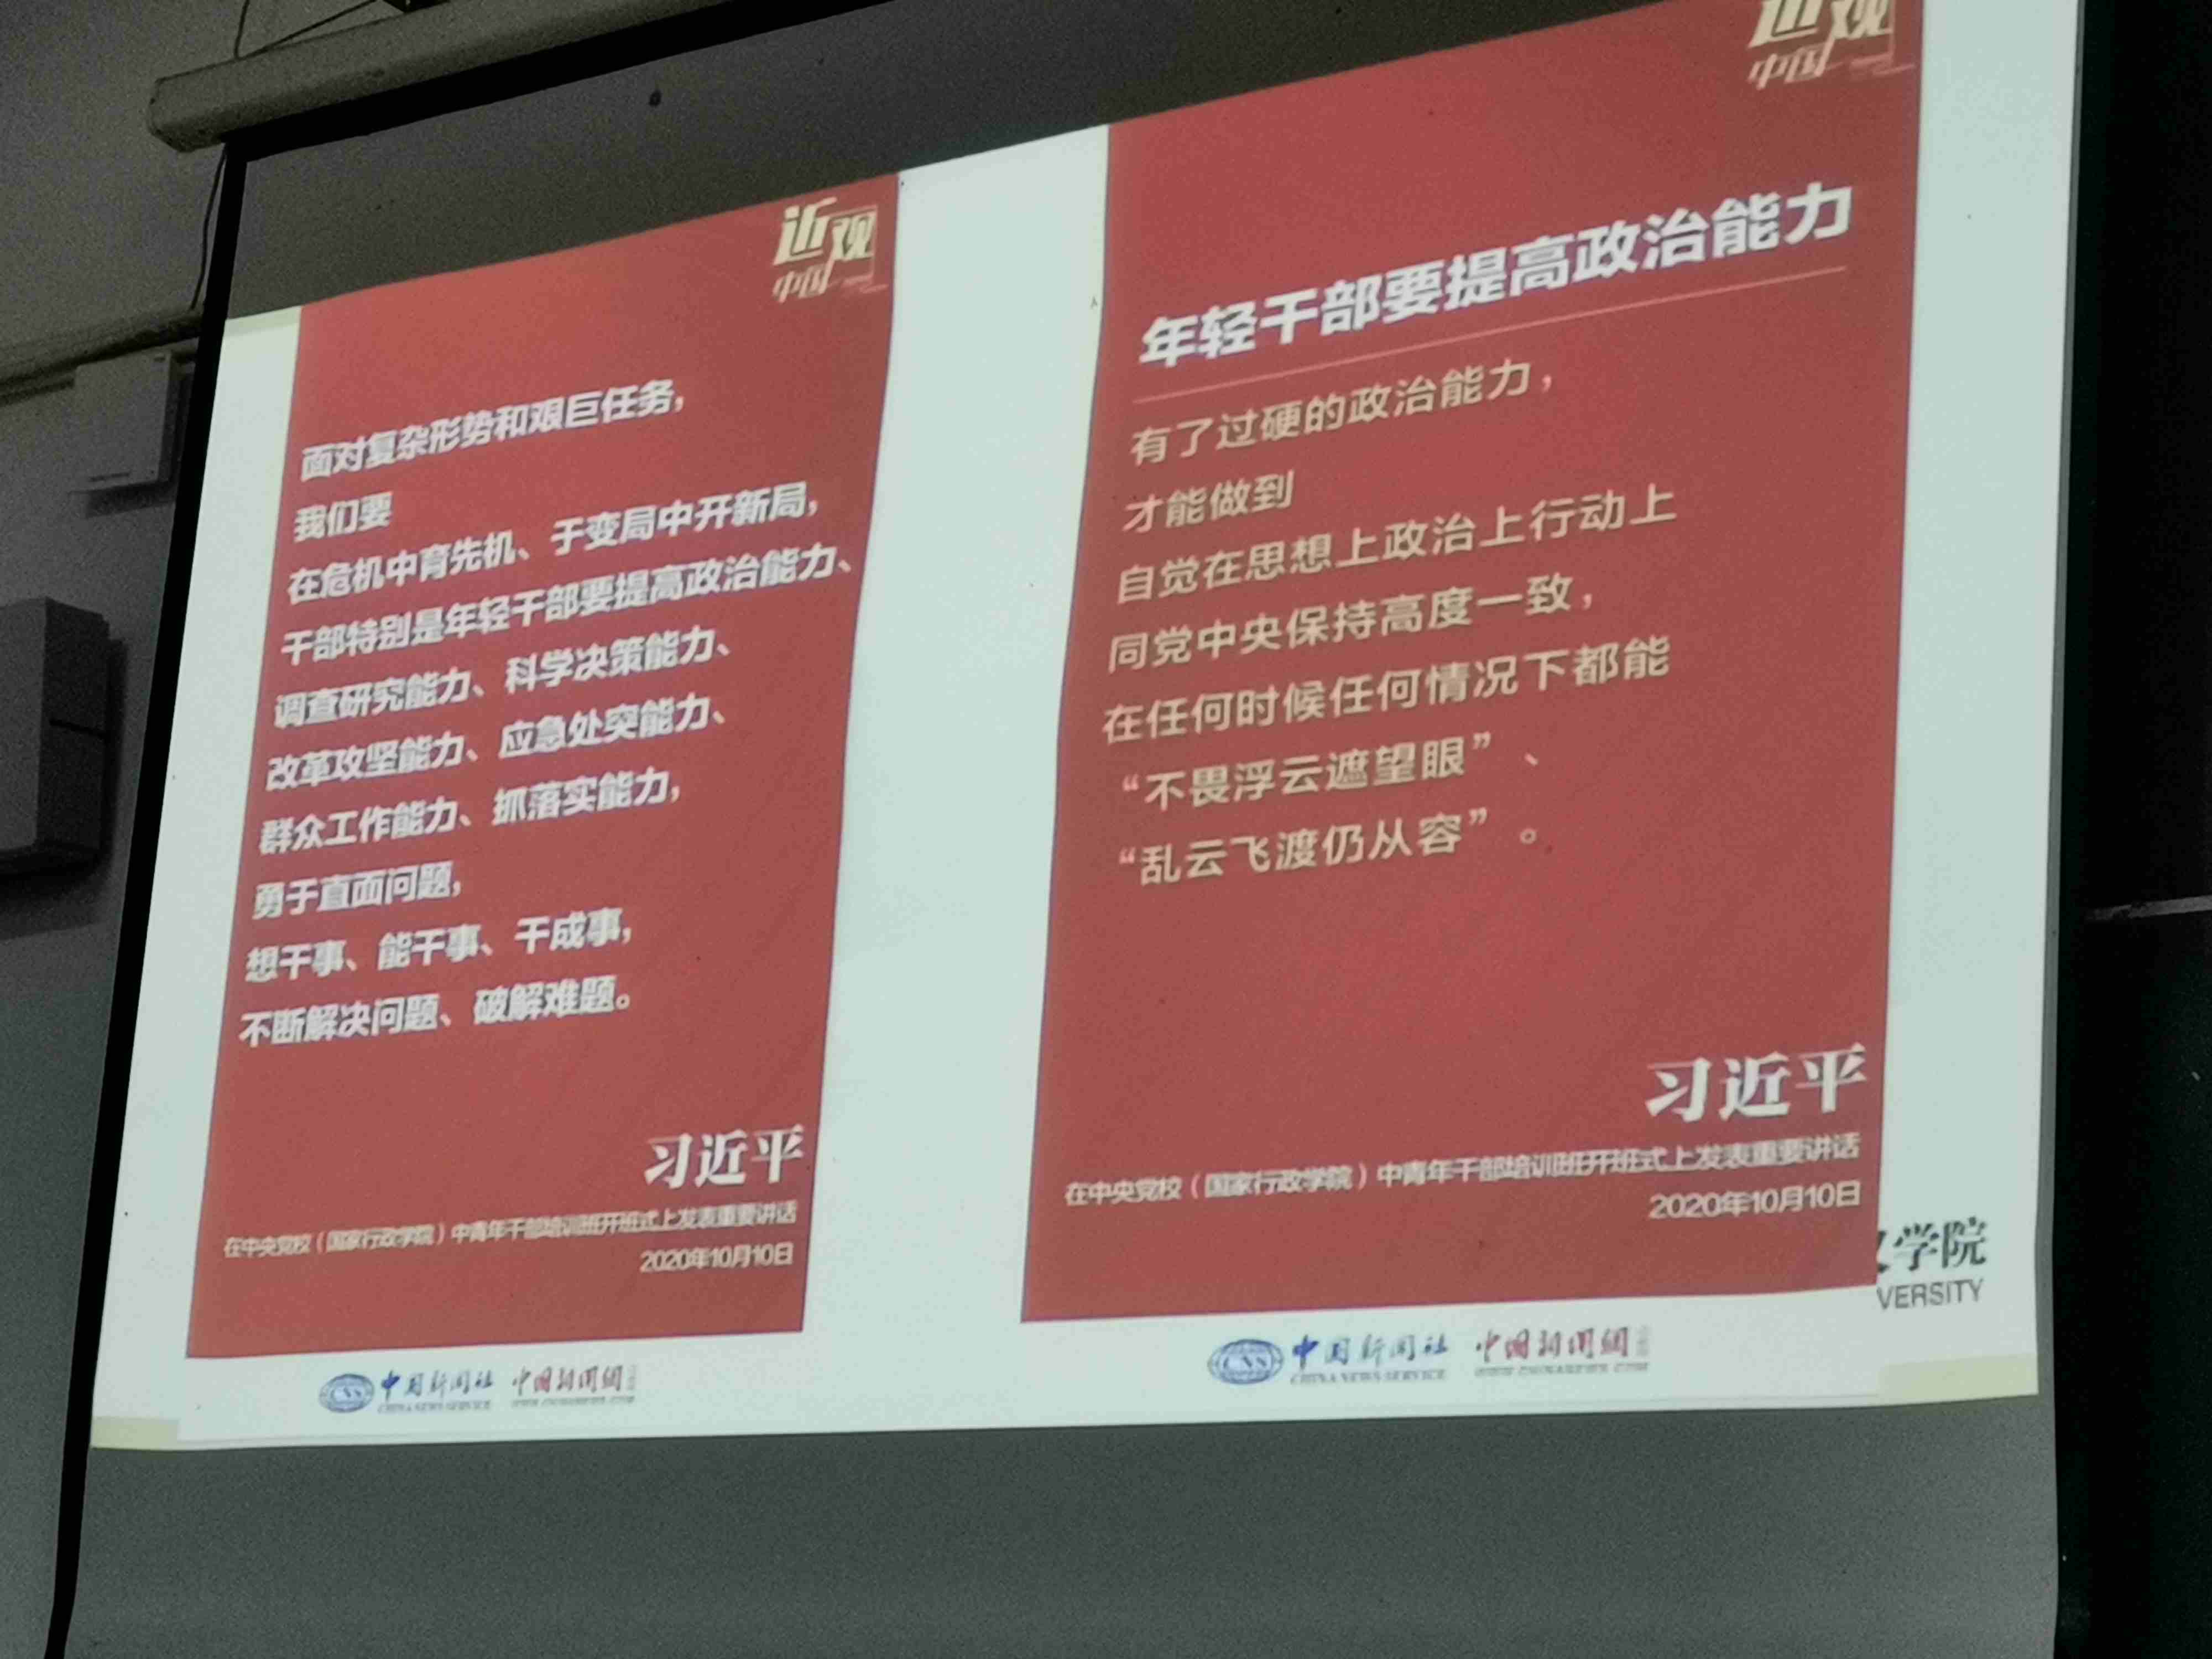 近观
中国
面对复杂形势和艰巨任务，
我们要
在危机中育先机、于变局中开新局，
干部特别是年轻干部要提高政治能力、
调查研究能力、科学决策能力、
改革攻坚能力、应急处突能力、
群众工作能力、抓落实能力，
勇于直面问题，
想干事、能干事、干成事，
不断解决问题、破解难题。
习近平
在中央党校（国家行政学院）中青年干部培训班开班式上发表重要讲话
2020年10月10日
CNS 中国新闻社 中国新闻網
CHINA NEWS SERVICE WWW.CHINANEWS.COM
近观
中国
年轻干部要提高政治能力
有了过硬的政治能力，
才能做到
自觉在思想上政治上行动上
同党中央保持高度一致，
在任何时候任何情况下都能
“不畏浮云遮望眼”、
“乱云飞渡仍从容”。
习近平
在中央党校（国家行政学院）中青年干部培训班开班式上发表重要讲话
2020年10月10日
学院
VERSITY
CNS 中国新闻社 中国新闻網
CHINA NEWS SERVICE WWW.CHINANEWS.COM